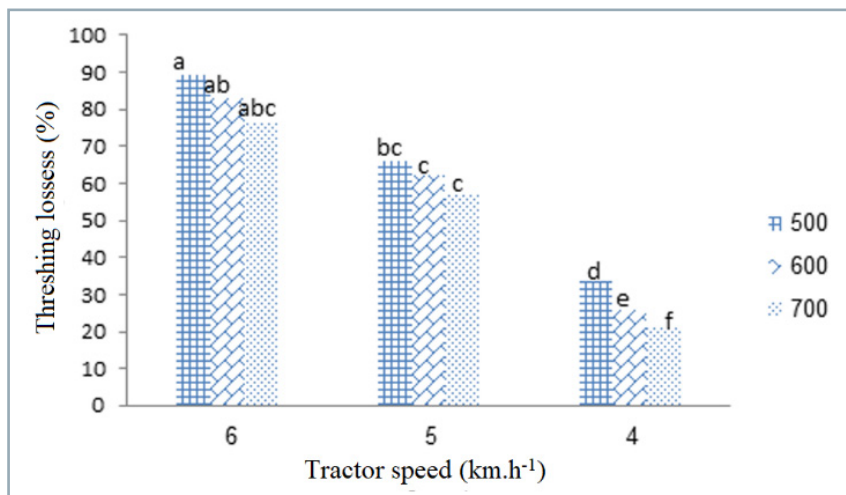 Threshing lossess (%)
100
90
80
70
60
50
40
30
20
10
0
a
ab
abc
bc
c
c
d
e
f
500
600
700
6
5
4
Tractor speed (km.h⁻¹)